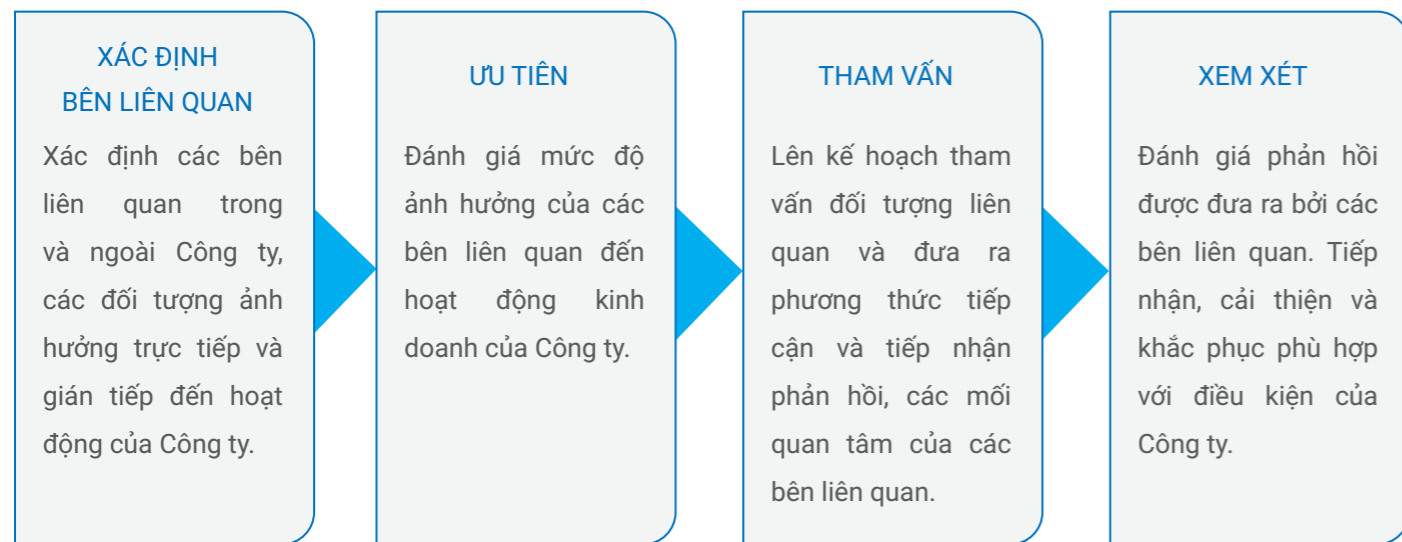 XÁC ĐỊNH
BÊN LIÊN QUAN
Xác định các bên
liên quan trong
và ngoài Công ty,
các đối tượng ảnh
hưởng trực tiếp và
gián tiếp đến hoạt
động của Công ty.
ƯU TIÊN
Đánh giá mức độ
ảnh hưởng của các
bên liên quan đến
hoạt động kinh
doanh của Công ty.
THAM VẤN
Lên kế hoạch tham
vấn đối tượng liên
quan và đưa ra
phương thức tiếp
cận và tiếp nhận
phản hồi, các mối
quan tâm của các
bên liên quan.
XEM XÉT
Đánh giá phản hồi
được đưa ra bởi các
bên liên quan. Tiếp
nhận, cải thiện và
khắc phục phù hợp
với điều kiện của
Công ty.